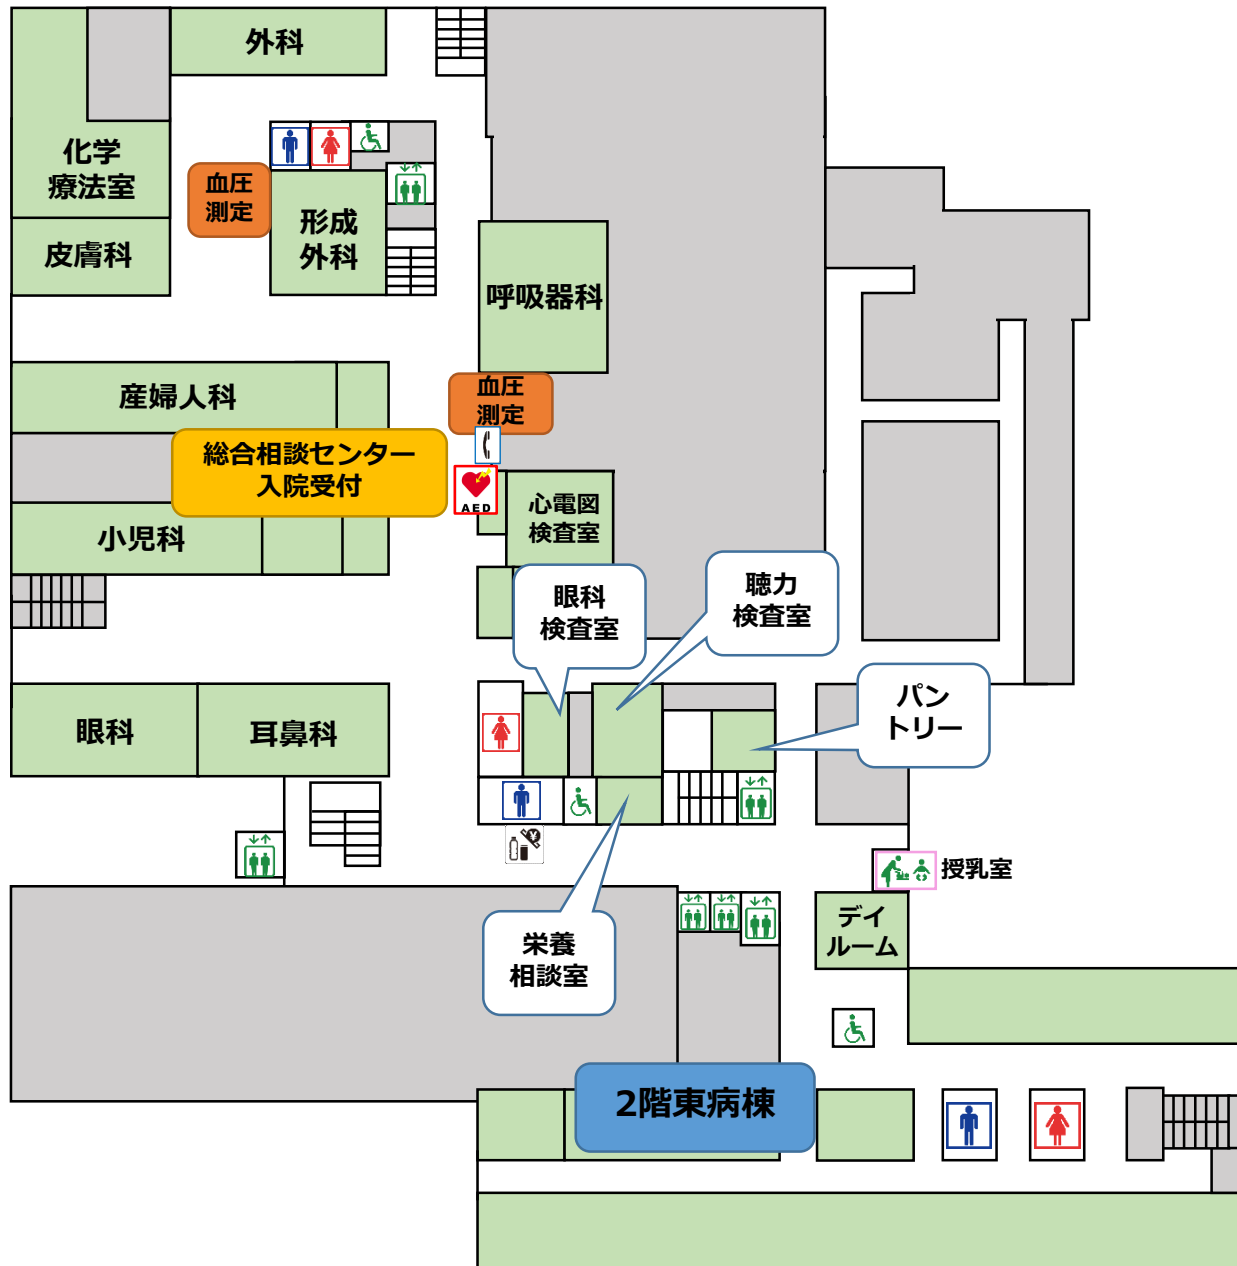 外科
化学
療法室
血圧
測定
形成
外科
皮膚科
呼吸器科
産婦人科
血圧
測定
総合相談センター
入院受付
AED
心電図
検査室
小児科
眼科
検査室
聴力
検査室
パン
トリー
眼科
耳鼻科
¥
授乳室
デイ
ルーム
栄養
相談室
2階東病棟